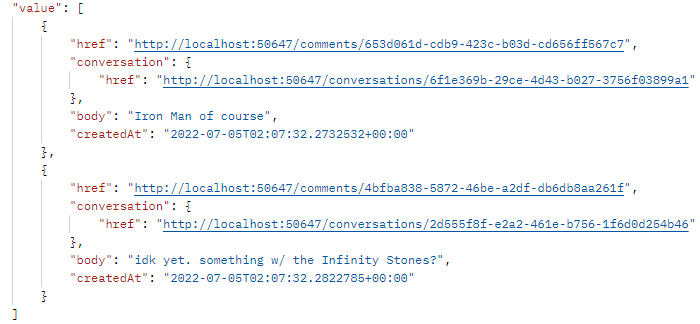 "value": [
{
"href": "http://localhost:50647/comments/653d061d-cdb9-423c-b03d-cd656ff567c7",
"conversation": {
"href": "http://localhost:50647/conversations/6f1e369b-29ce-4d43-b027-3756f03899a1"
},
"body": "Iron Man of course",
"createdAt": "2022-07-05T02:07:32.2732532+00:00"
},
{
"href": "http://localhost:50647/comments/4bfba838-5872-46be-a2df-db6db8aa261f",
"conversation": {
"href": "http://localhost:50647/conversations/2d555f8f-e2a2-461e-b756-1f6d0d254b46"
},
"body": "idk yet. something w/ the Infinity Stones?",
"createdAt": "2022-07-05T02:07:32.2822785+00:00"
}
]